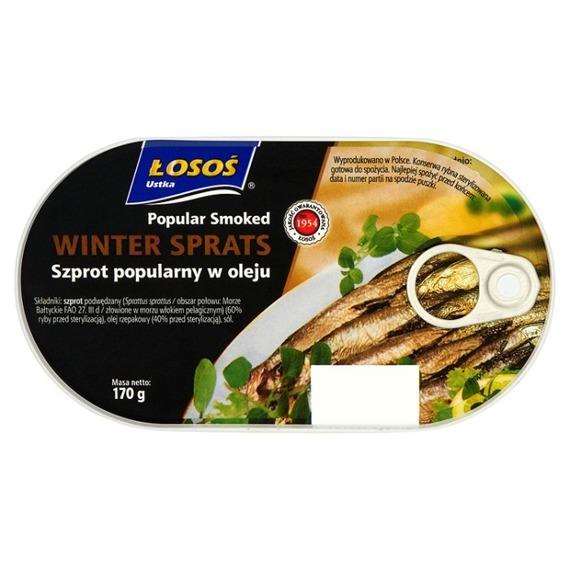 ŁOSOŚ
Ustka
®
Popular Smoked
WINTER SPRATS
Szprot popularny w oleju
Składniki: szprot podwędzany (Sprattus sprattus / obszar połowu: Morze
Bałtyckie FAO 27. III d / złowione w morzu włokiem pelagicznym) (60%
ryby przed sterylizacją), olej rzepakowy (40% przed sterylizacją), sól.
Masa netto:
170 g
JAKOŚĆ GWARANTOWANA
1954
ŁOSOŚ
Wyprodukowano w Polsce. Konserwa rybna sterylizowana
gotowa do spożycia. Najlepiej spożyć przed końcem:
data i numer partii na spodzie puszki.